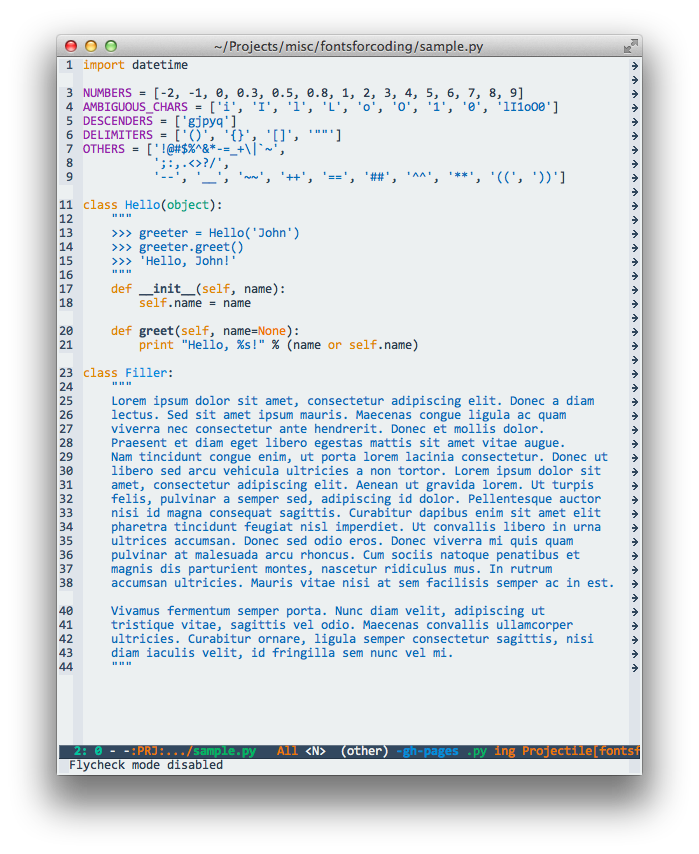 ~/Projects/misc/fontsforcoding/sample.py
1 import datetime
3 NUMBERS = [-2, -1, 0, 0.3, 0.5, 0.8, 1, 2, 3, 4, 5, 6, 7, 8, 9]
4 AMBIGUOUS_CHARS = ['i', 'I', 'l', 'L', 'o', 'O', '1', '0', 'lI1oO0']
5 DESCENDERS = ['gjpyq']
6 DELIMITERS = ['()', '{}', '[]', '""']
7 OTHERS = ['!@#$%^&*-=_+\|`~',
8           ';:,.<>?/',
9           '--', '__', '~~', '++', '==', '##', '^^', '**', '((', '))']
11 class Hello(object):
12     """
13     >>> greeter = Hello('John')
14     >>> greeter.greet()
15     >>> 'Hello, John!'
16     """
17     def __init__(self, name):
18         self.name = name
20     def greet(self, name=None):
21         print "Hello, %s!" % (name or self.name)
23 class Filler:
24     """
25     Lorem ipsum dolor sit amet, consectetur adipiscing elit. Donec a diam
26     lectus. Sed sit amet ipsum mauris. Maecenas congue ligula ac quam
27     viverra nec consectetur ante hendrerit. Donec et mollis dolor.
28     Praesent et diam eget libero egestas mattis sit amet vitae augue.
29     Nam tincidunt congue enim, ut porta lorem lacinia consectetur. Donec ut
30     libero sed arcu vehicula ultricies a non tortor. Lorem ipsum dolor sit
31     amet, consectetur adipiscing elit. Aenean ut gravida lorem. Ut turpis
32     felis, pulvinar a semper sed, adipiscing id dolor. Pellentesque auctor
33     nisi id magna consequat sagittis. Curabitur dapibus enim sit amet elit
34     pharetra tincidunt feugiat nisl imperdiet. Ut convallis libero in urna
35     ultrices accumsan. Donec sed odio eros. Donec viverra mi quis quam
36     pulvinar at malesuada arcu rhoncus. Cum sociis natoque penatibus et
37     magnis dis parturient montes, nascetur ridiculus mus. In rutrum
38     accumsan ultricies. Mauris vitae nisi at sem facilisis semper ac in est.
40     Vivamus fermentum semper porta. Nunc diam velit, adipiscing ut
41     tristique vitae, sagittis vel odio. Maecenas convallis ullamcorper
42     ultricies. Curabitur ornare, ligula semper consectetur sagittis, nisi
43     diam iaculis velit, id fringilla sem nunc vel mi.
44     """
2: 0 - -:PRJ:.../sample.py   All <N>  (other) -gh-pages .py ing Projectile[fontsf
Flycheck mode disabled